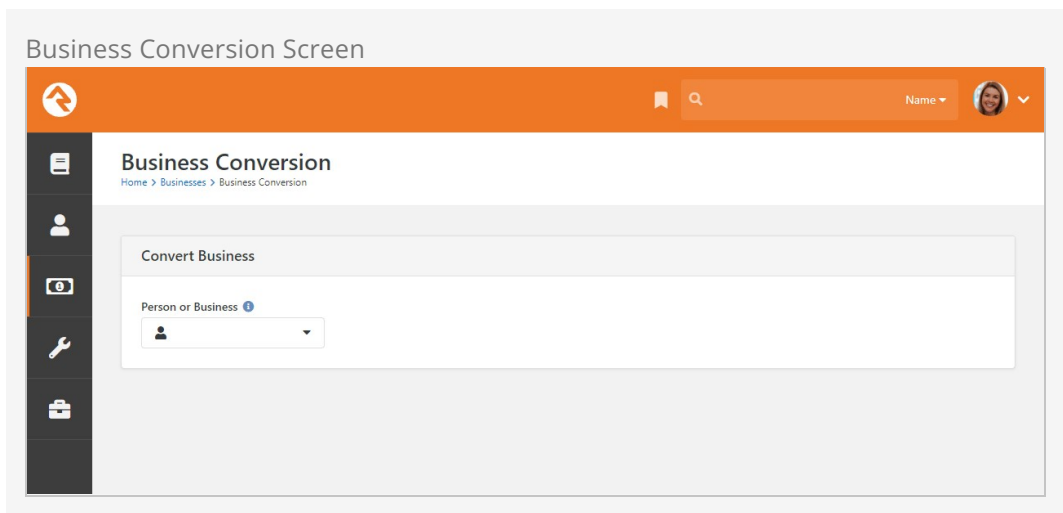 Business Conversion Screen
Name
Business Conversion
Home > Businesses > Business Conversion
Convert Business
Person or Business